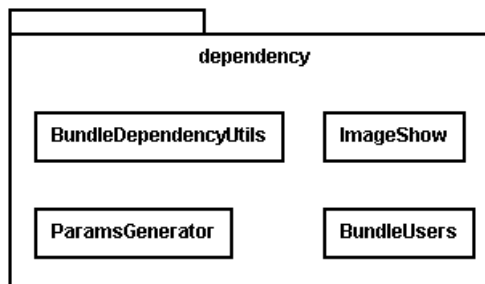 dependency
BundleDependencyUtils
ImageShow
ParamsGenerator
BundleUsers